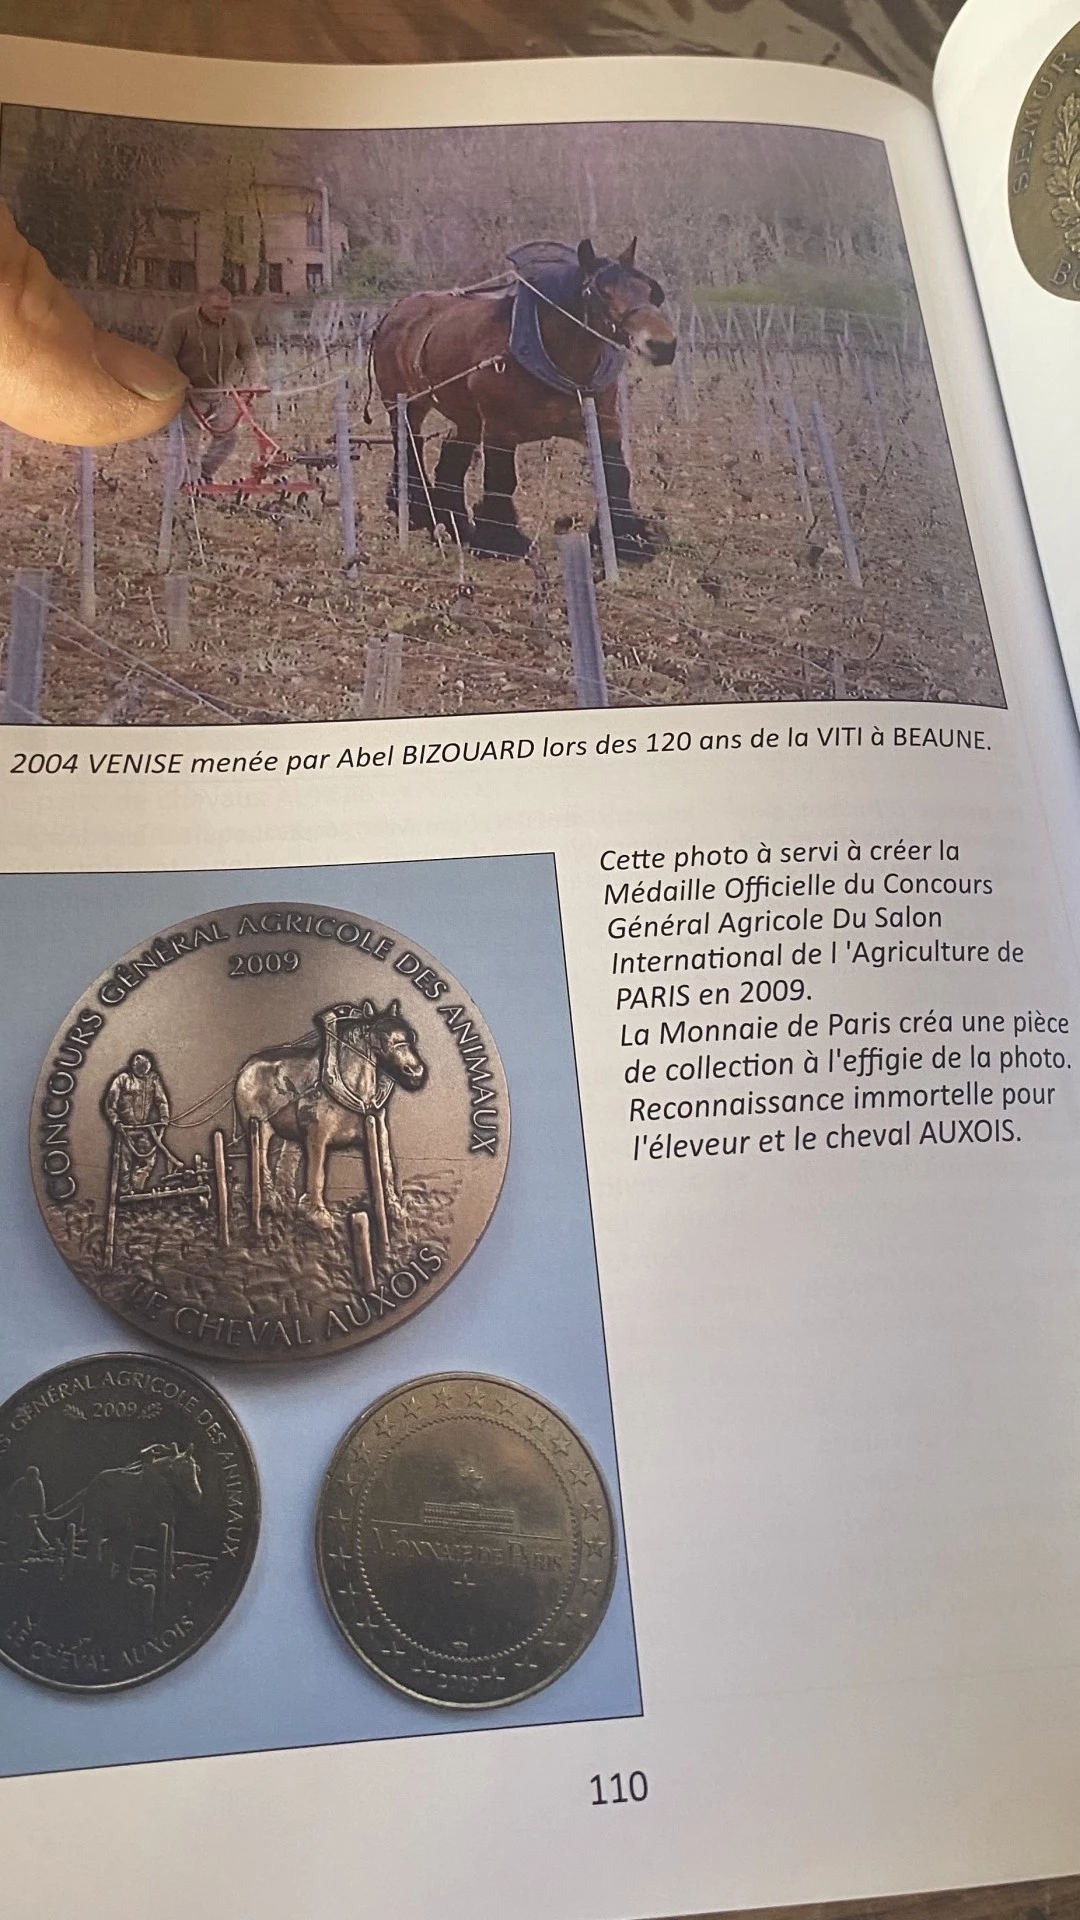 SEMUR
2004 VENISE menée par Abel BIZOUARD lors des 120 ans de la VITI à BEAUNE.
Cette photo à servi à créer la
Médaille Officielle du Concours
Général Agricole Du Salon
International de l 'Agriculture de
PARIS en 2009.
La Monnaie de Paris créa une pièce
de collection à l'effigie de la photo.
Reconnaissance immortelle pour
l'éleveur et le cheval AUXOIS.
CONCOURS GÉNÉRAL AGRICOLE DES ANIMAUX
2009
LE CHEVAL AUXOIS
GÉNÉRAL AGRICOLE DES ANIMAUX
2009
LE CHEVAL AUXOIS
MONNAIE DE PARIS
2009
110